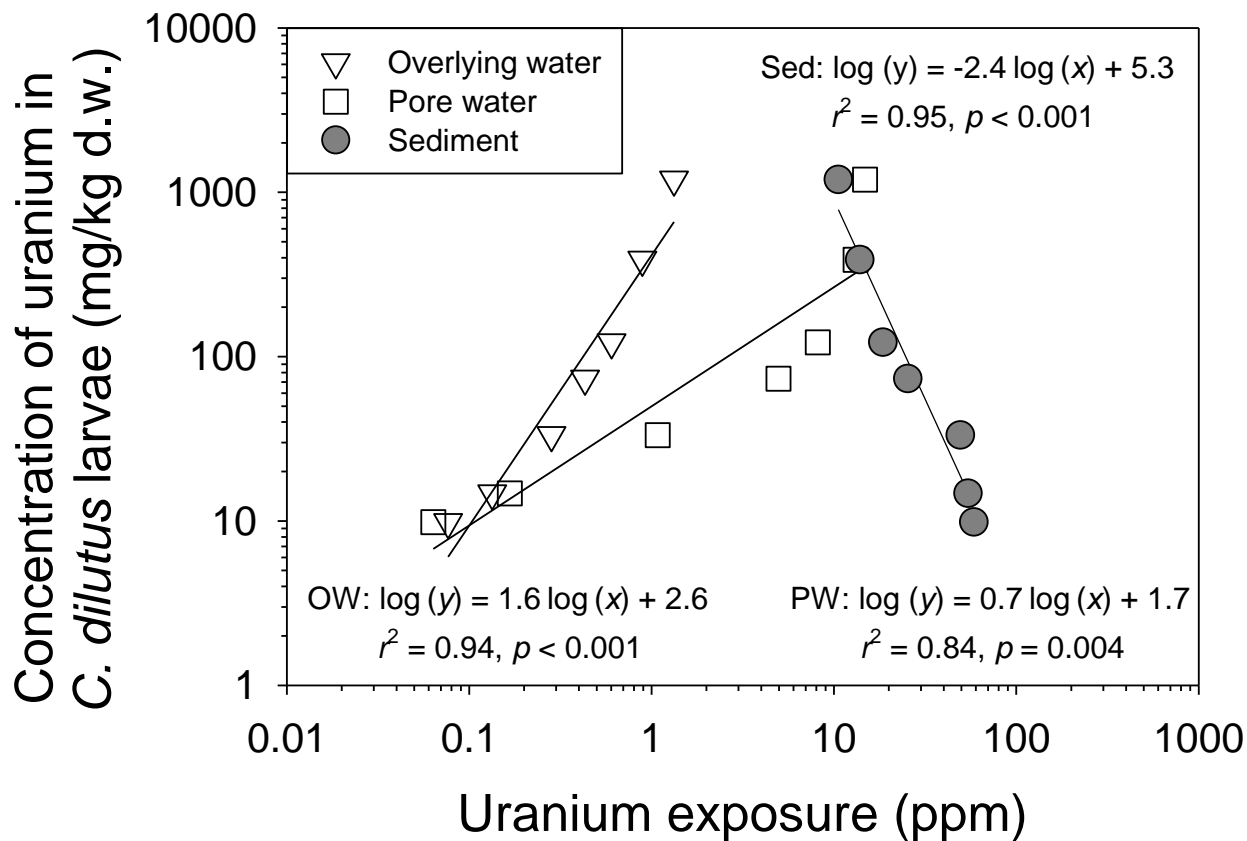 Concentration of uranium in
C. dilutus larvae (mg/kg d.w.)
10000
1000
100
10
1
Overlying water
Pore water
Sediment
Sed: log (y) = -2.4 log (x) + 5.3
r² = 0.95, p < 0.001
OW: log (y) = 1.6 log (x) + 2.6
r² = 0.94, p < 0.001
PW: log (y) = 0.7 log (x) + 1.7
r² = 0.84, p = 0.004
0.01 0.1 1 10 100 1000
Uranium exposure (ppm)